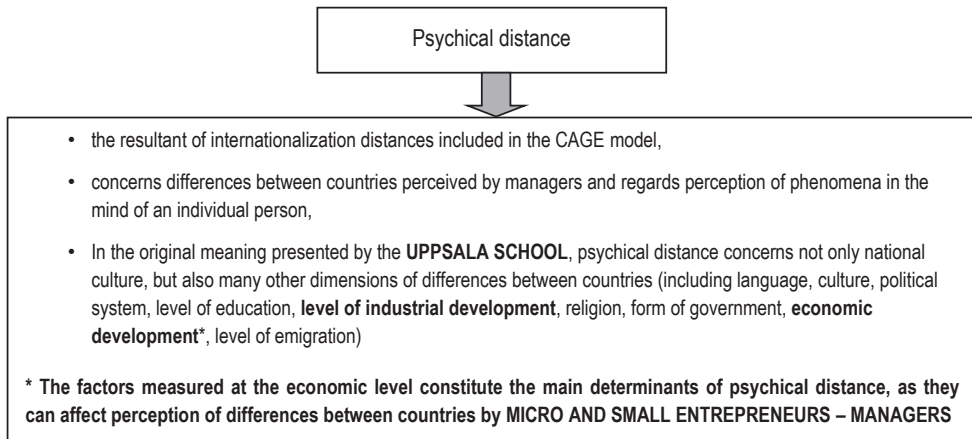 Psychical distance
• the resultant of internationalization distances included in the CAGE model,
• concerns differences between countries perceived by managers and regards perception of phenomena in the
mind of an individual person,
• In the original meaning presented by the UPPSALA SCHOOL, psychical distance concerns not only national
culture, but also many other dimensions of differences between countries (including language, culture, political
system, level of education, level of industrial development, religion, form of government, economic
development*, level of emigration)
* The factors measured at the economic level constitute the main determinants of psychical distance, as they
can affect perception of differences between countries by MICRO AND SMALL ENTREPRENEURS – MANAGERS